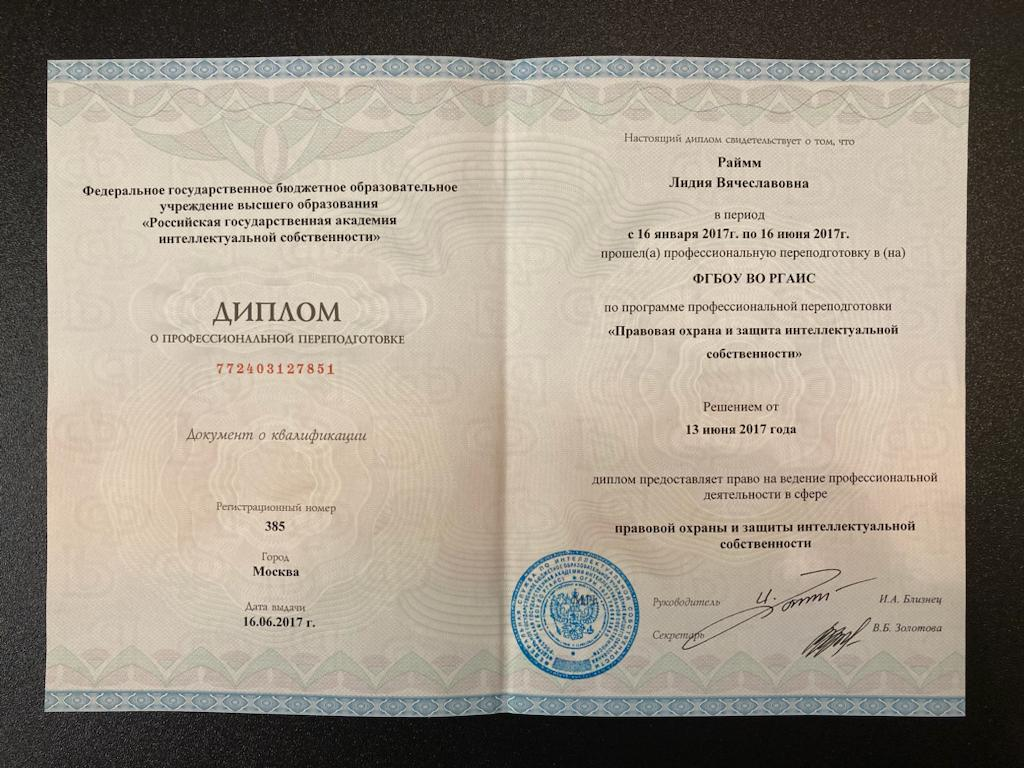 Федеральное государственное бюджетное образовательное
учреждение высшего образования
«Российская государственная академия
интеллектуальной собственности»
ДИПЛОМ
О ПРОФЕССИОНАЛЬНОЙ ПЕРЕПОДГОТОВКЕ
772403127851
Документ о квалификации
Регистрационный номер
385
Город
Москва
Дата выдачи
16.06.2017 г.
Настоящий диплом свидетельствует о том, что
Раймм
Лидия Вячеславовна
в период
с 16 января 2017г. по 16 июня 2017г.
прошел(а) профессиональную переподготовку в (на)
ФГБОУ ВО РГАИС
по программе профессиональной переподготовки
«Правовая охрана и защита интеллектуальной
собственности»
Решением от
13 июня 2017 года
диплом предоставляет право на ведение профессиональной
деятельности в сфере
правовой охраны и защиты интеллектуальной
собственности
Руководитель
И.А. Близнец
Секретарь
В.Б. Золотова